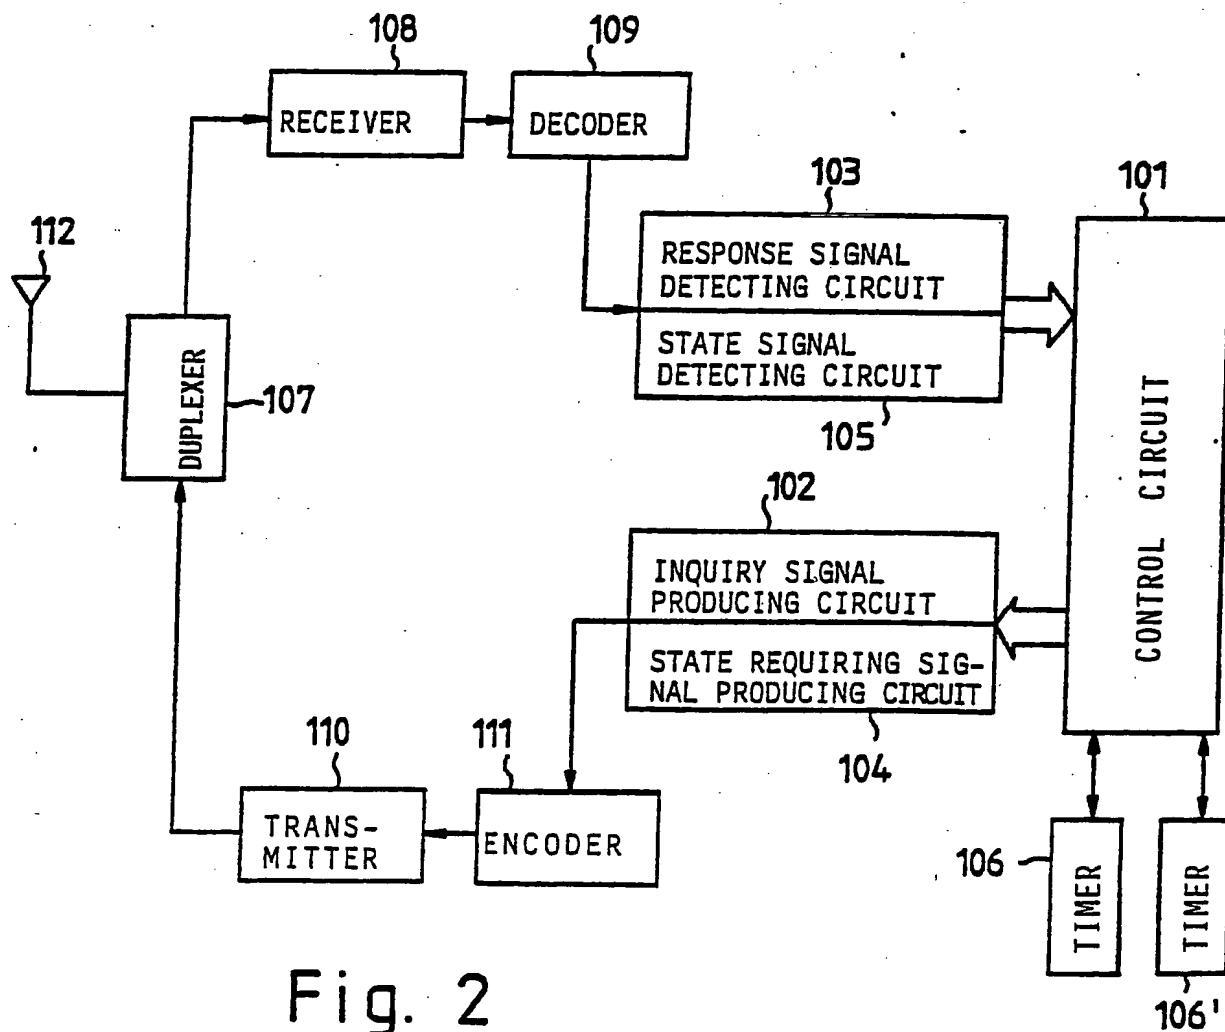 108
109
RECEIVER
DECODER
103
101
112
RESPONSE SIGNAL
DETECTING CIRCUIT
STATE SIGNAL
DETECTING CIRCUIT
DUPLEXER
107
105
CONTROL CIRCUIT
102
INQUIRY SIGNAL
PRODUCING CIRCUIT
STATE REQUIRING SIG-
NAL PRODUCING CIRCUIT
104
110
111
TRANS-
MITTER
ENCODER
106
TIMER
TIMER
106'
Fig. 2